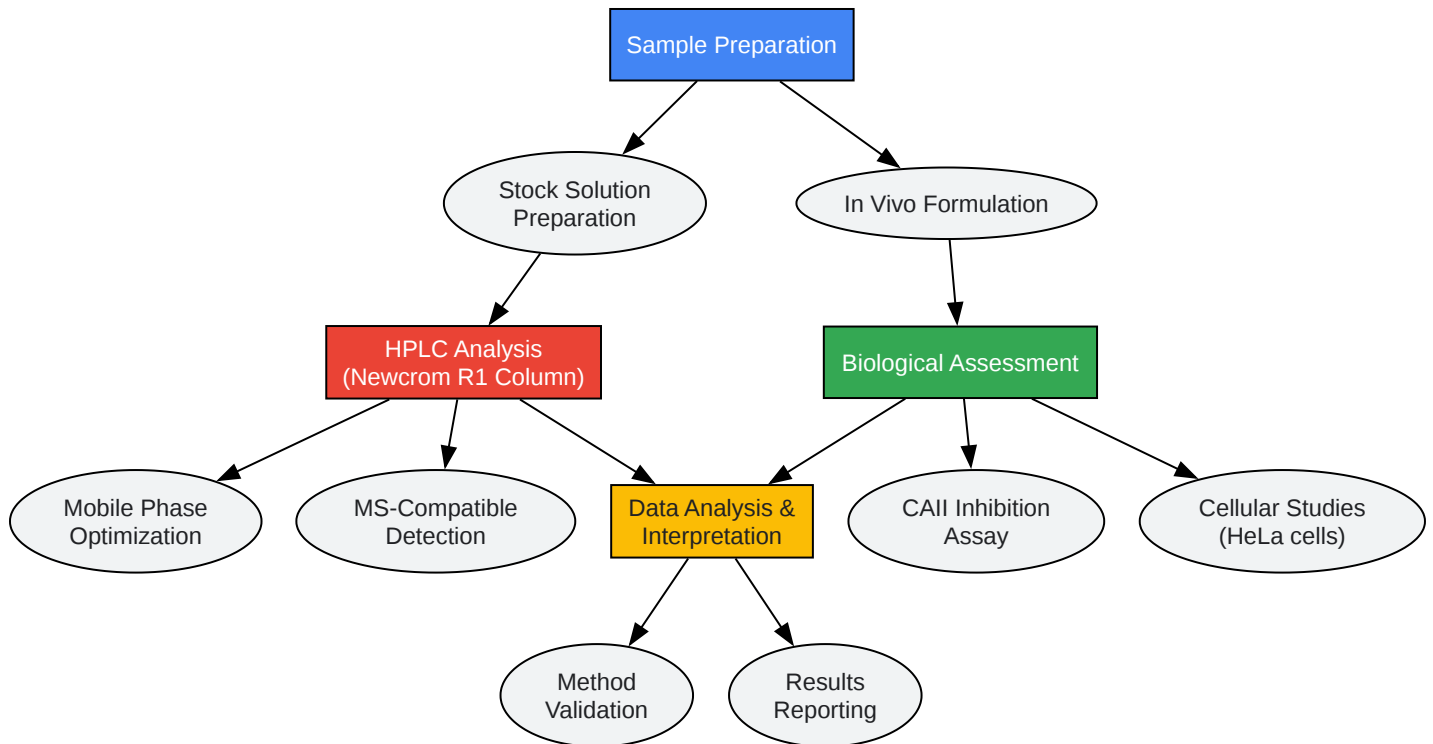 Sample Preparation
Stock Solution
Preparation
In Vivo Formulation
HPLC Analysis
(Newcrom R1 Column)
Biological Assessment
Mobile Phase
Optimization
MS-Compatible
Detection
Data Analysis &
Interpretation
CAII Inhibition
Assay
Cellular Studies
(HeLa cells)
Method
Validation
Results
Reporting